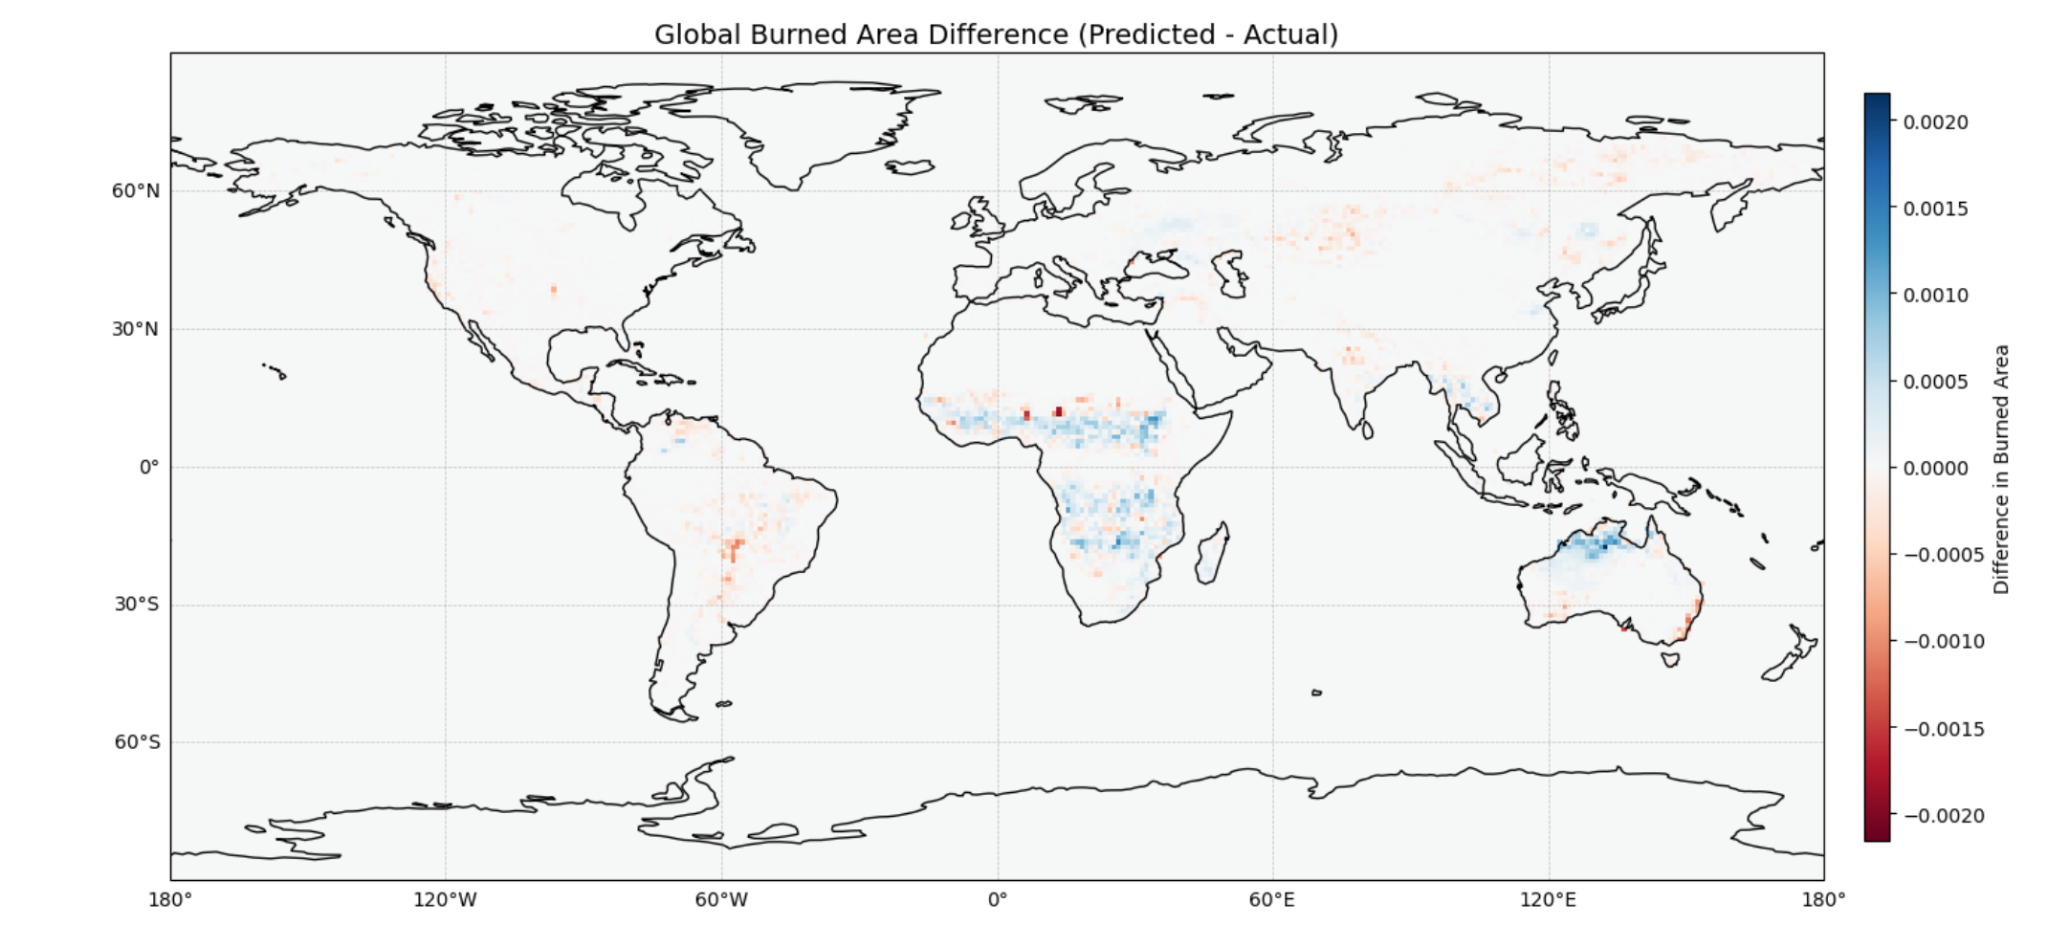 Global Burned Area Difference (Predicted - Actual)
60°N
30°N
0°
30°S
60°S
180°
120°W
60°W
0°
60°E
120°E
180°
0.0020
0.0015
0.0010
0.0005
0.0000
−0.0005
−0.0010
−0.0015
−0.0020
Difference in Burned Area